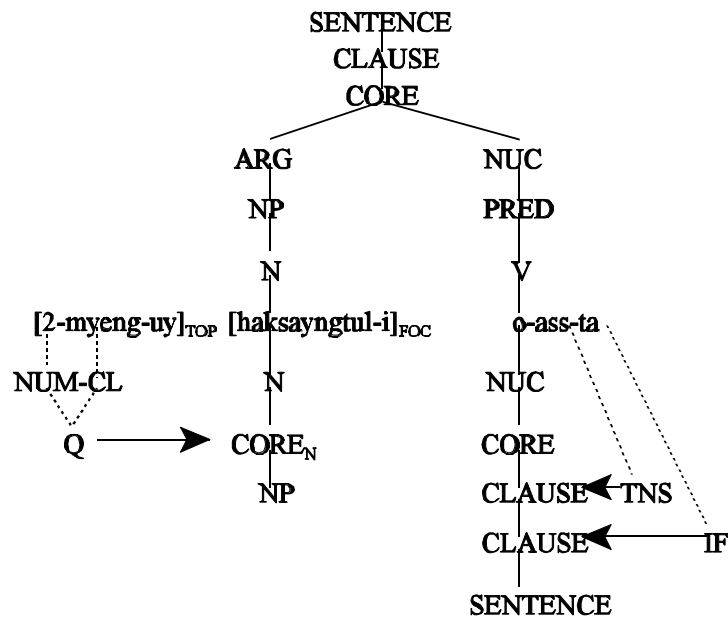 SENTENCE
CLAUSE
CORE
ARG NUC
NP PRED
N V
[2-myeng-uy]TOP [haksayngtul-i]FOC o-ass-ta
NUM-CL N NUC
Q COREN CORE
NP CLAUSE TNS
CLAUSE IF
SENTENCE